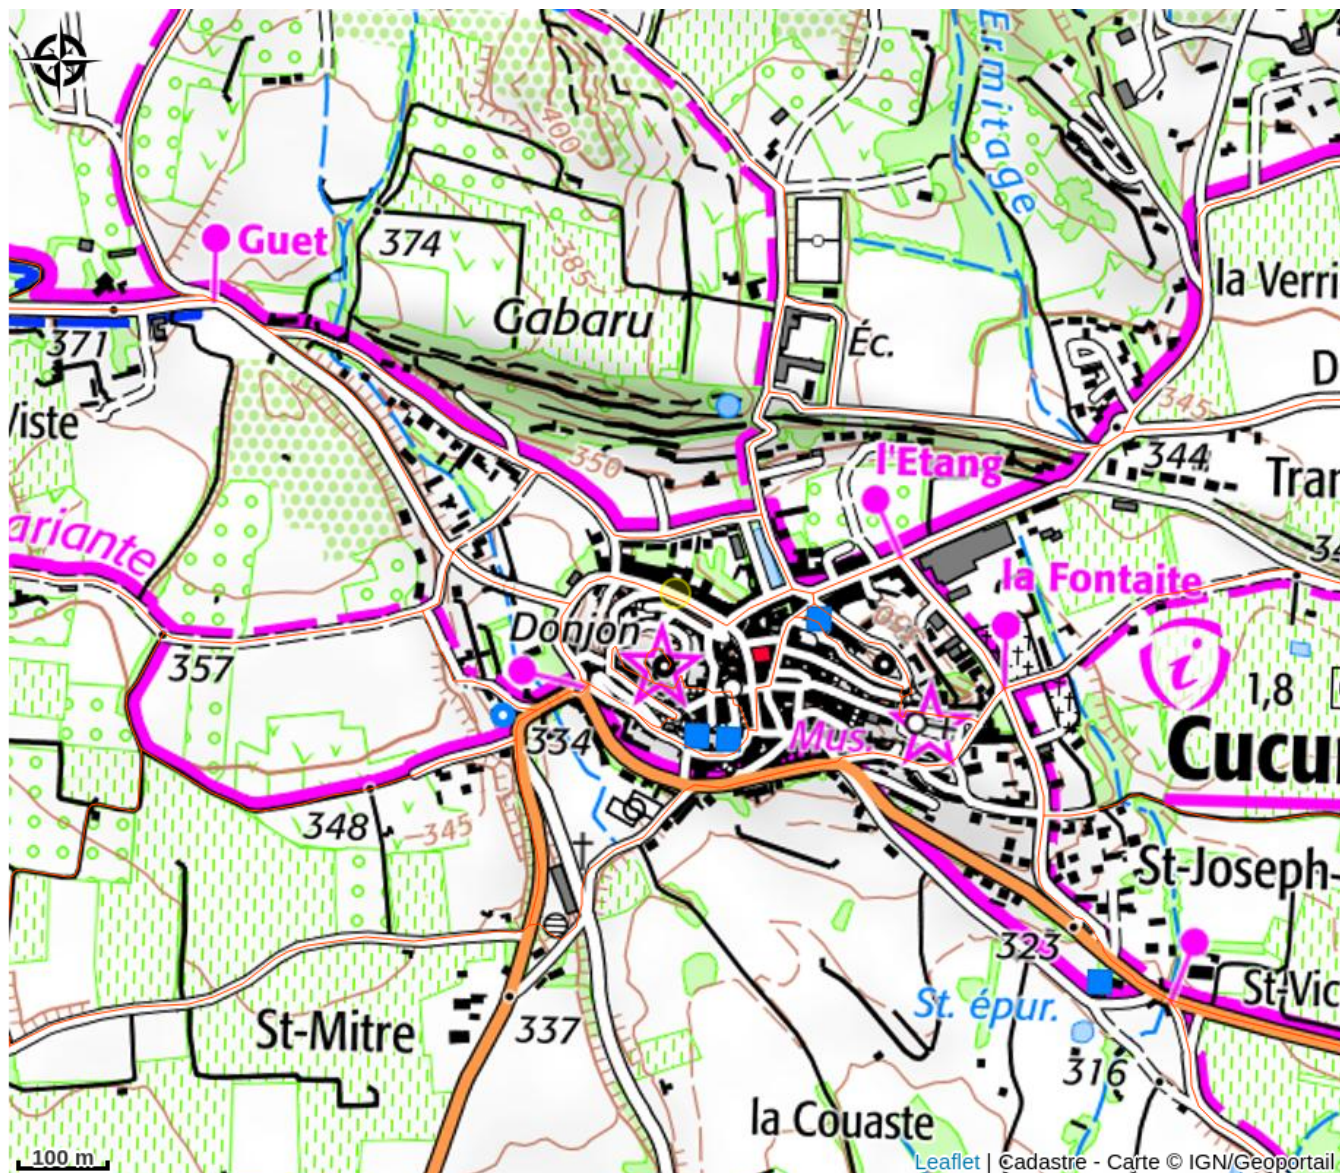 Ermitage
400
Guet
374
385
la Verri
Gabaru
371
Éc.
D
Viste
345
350
l'Etang
344
Tran
ariante
34
la Fontaite
350
Donjon
357
1,8
334
Mus.
Cucu
348
345
St-Joseph-
323
St-Vic
St. épur.
St-Mitre
337
316
la Couaste
100 m
Leaflet | Cadastre - Carte © IGN/Geoportail